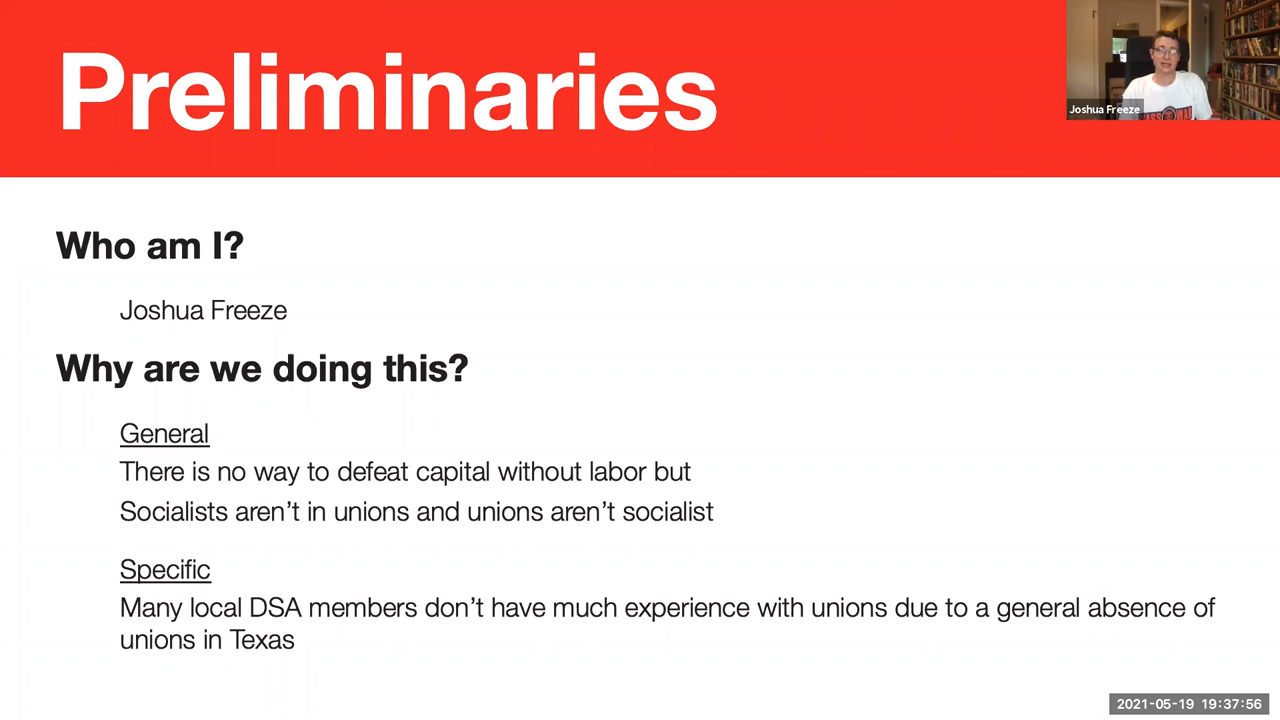 Preliminaries
Joshua Freeze
Who am I?
Joshua Freeze
Why are we doing this?
General
There is no way to defeat capital without labor but
Socialists aren’t in unions and unions aren’t socialist
Specific
Many local DSA members don’t have much experience with unions due to a general absence of
unions in Texas
2021-05-19 19:37:56